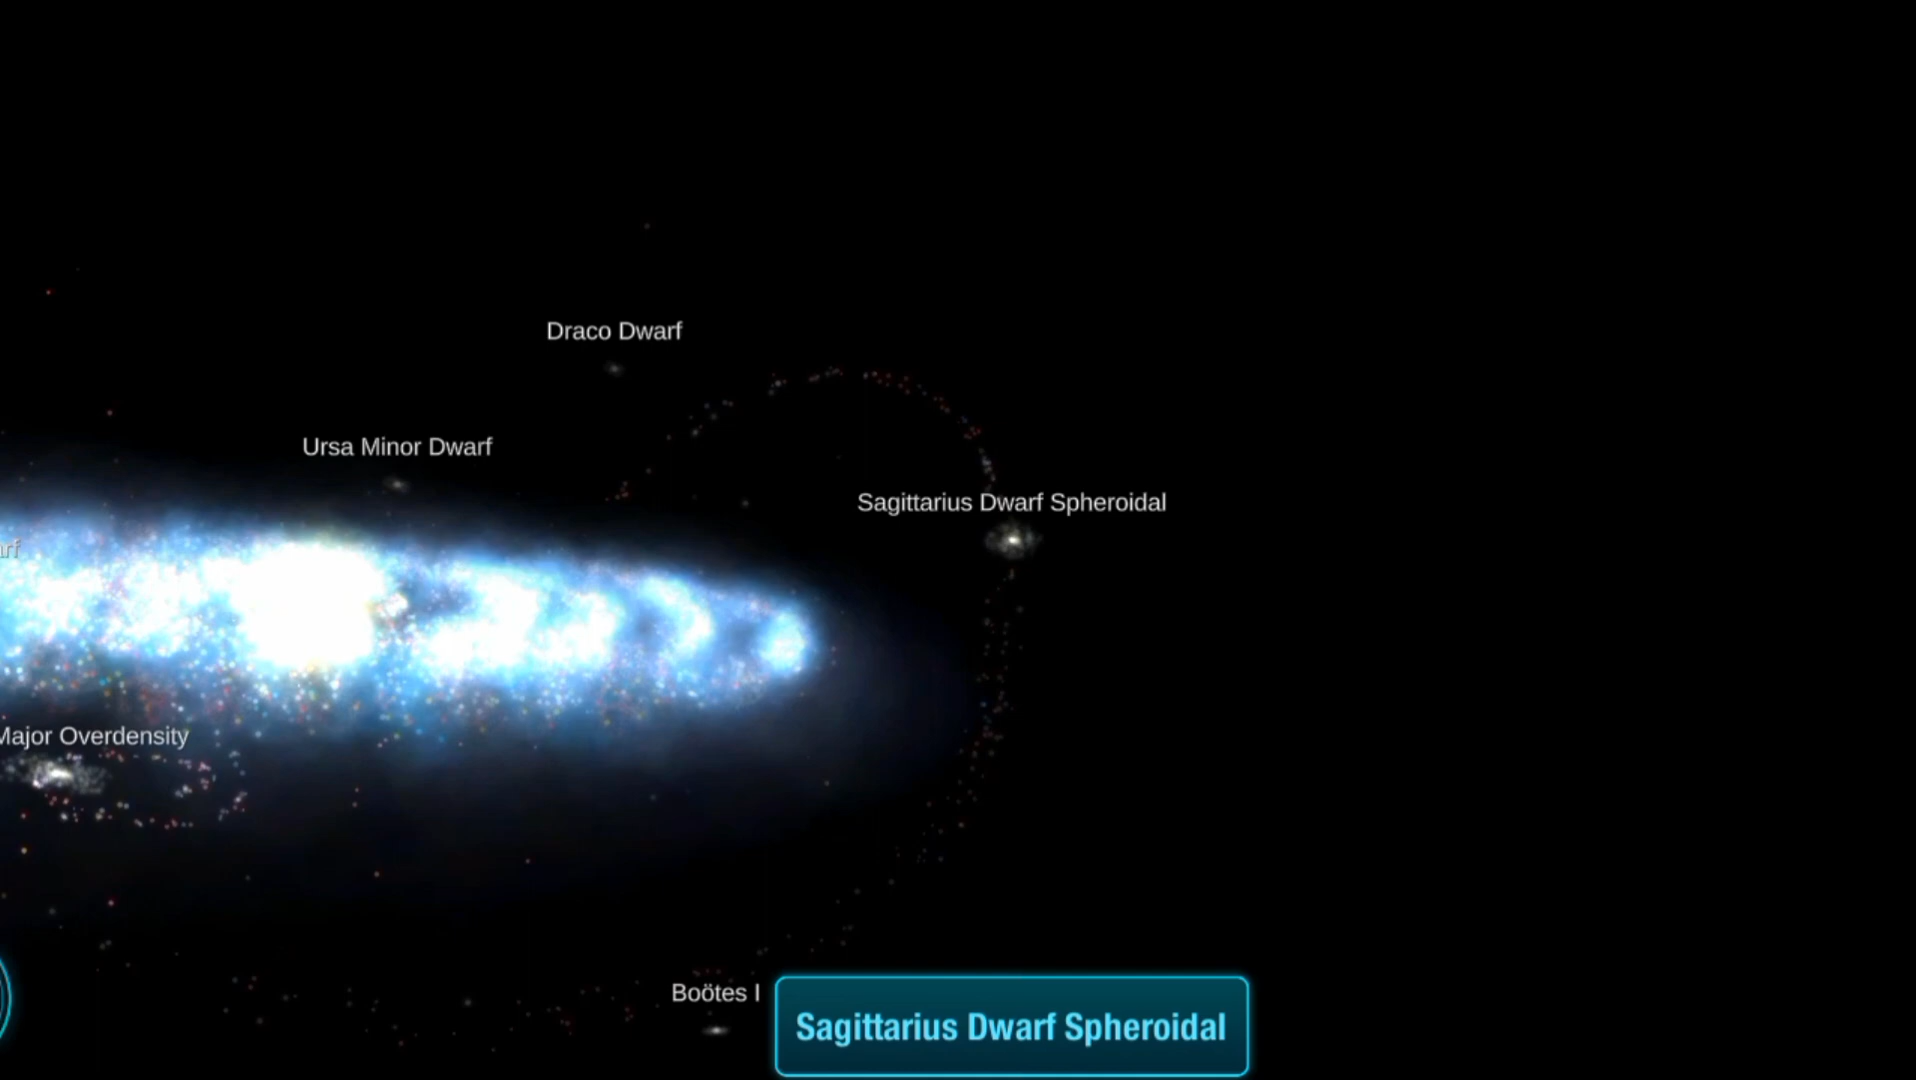 Draco Dwarf
Ursa Minor Dwarf
Sagittarius Dwarf Spheroidal
Major Overdensity
Boötes I
Sagittarius Dwarf Spheroidal